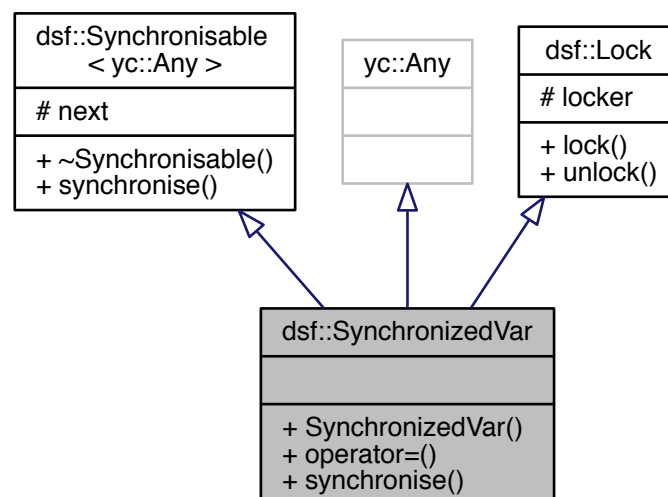 dsf::Synchronisable
< yc::Any >
# next
+ ~Synchronisable()
+ synchronise()
yc::Any
dsf::Lock
# locker
+ lock()
+ unlock()
dsf::SynchronizedVar
+ SynchronizedVar()
+ operator=()
+ synchronise()